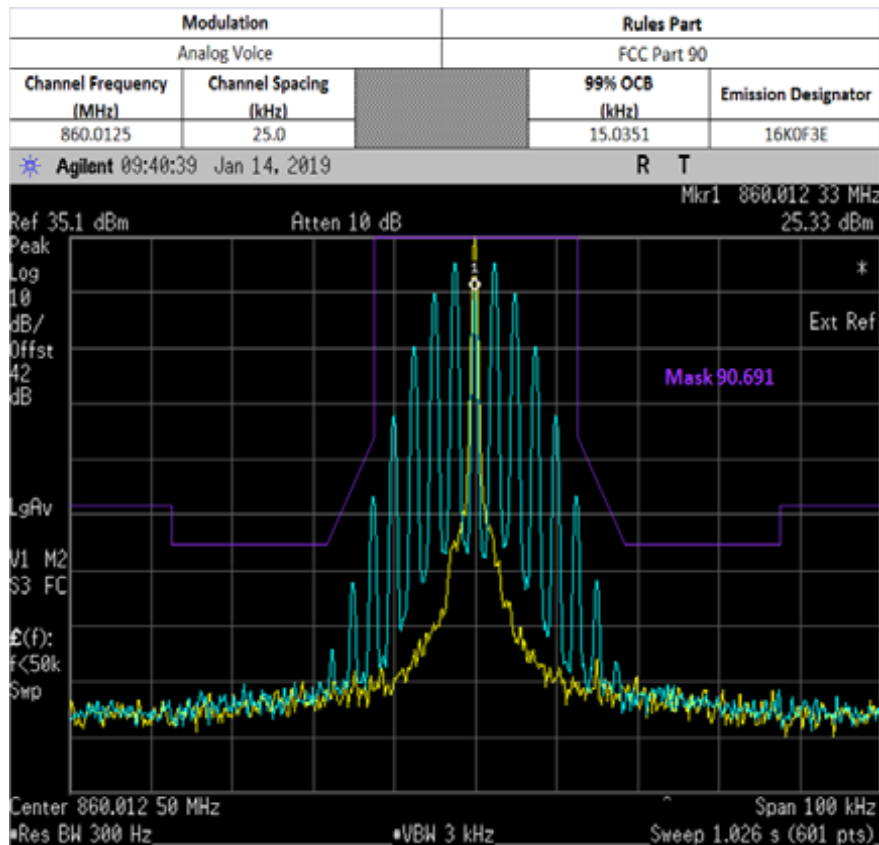 Modulation Rules Part
Analog Voice FCC Part 90
Channel Frequency (MHz) Channel Spacing (kHz) 99% OCB (kHz) Emission Designator
860.0125 25.0 15.0351 16K0F3E
Agilent 09:40:39 Jan 14, 2019 R T
Mkr1 860.012 33 MHz
Ref 35.1 dBm Atten 10 dB 25.33 dBm
Peak
Log
10
dB/
Offst
42
dB
1
*
Ext Ref
Mask 90.691
LgAv
V1 M2
S3 FC
£(f):
f<50k
Swp
Center 860.012 50 MHz ^ Span 100 kHz
•Res BW 300 Hz •VBW 3 kHz Sweep 1.026 s (601 pts)